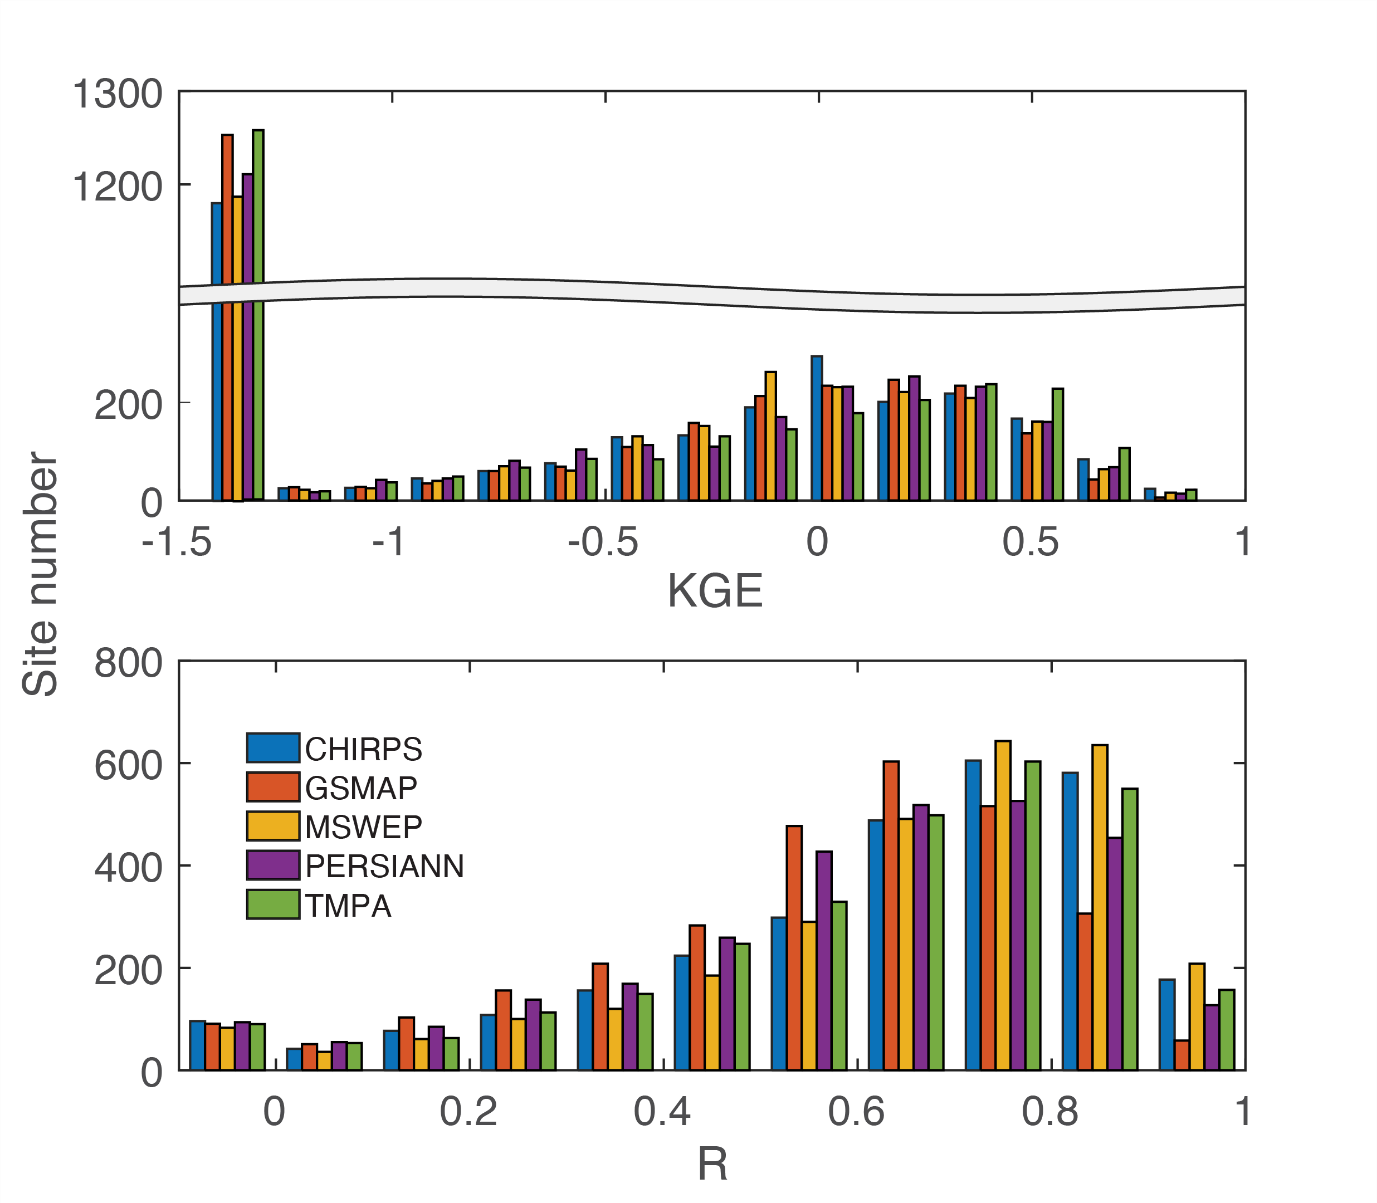 1300
1200
200
0
-1.5 -1 -0.5 0 0.5 1
KGE
Site number
800
600
400
200
0
CHIRPS
GSMAP
MSWEP
PERSIANN
TMPA
0 0.2 0.4 0.6 0.8 1
R